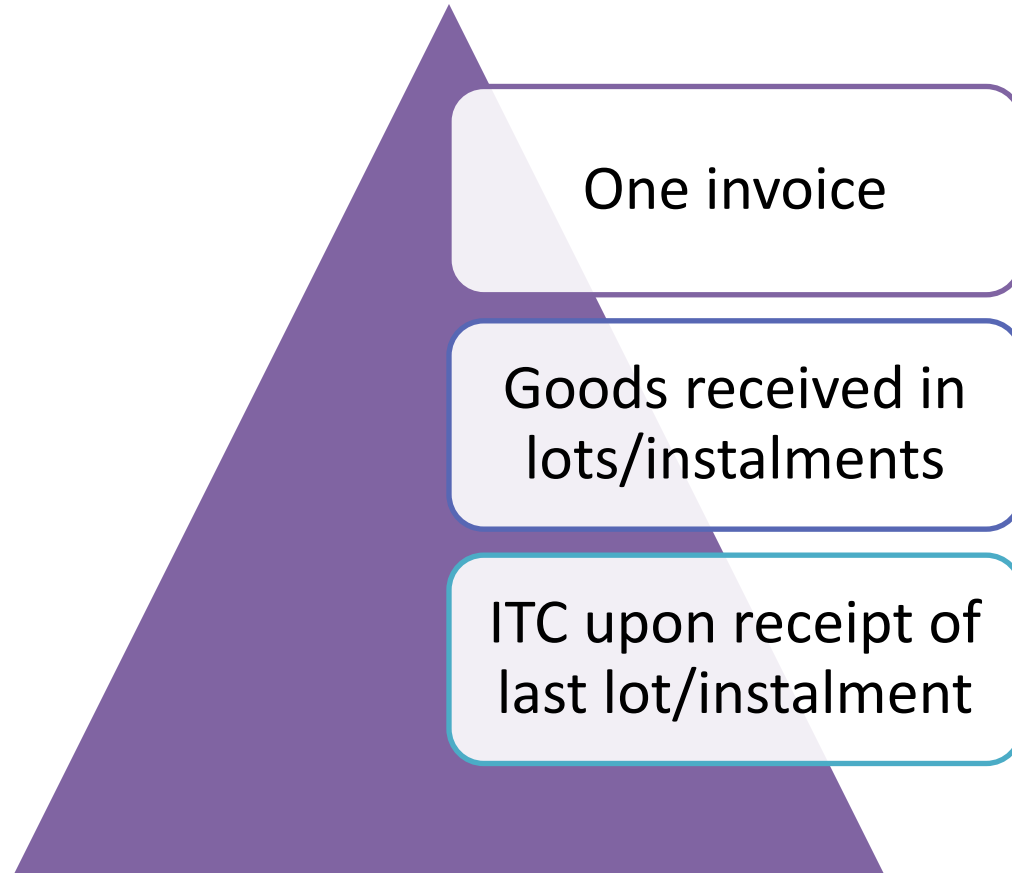 One invoice
Goods received in
lots/instalments
ITC upon receipt of
last lot/instalment